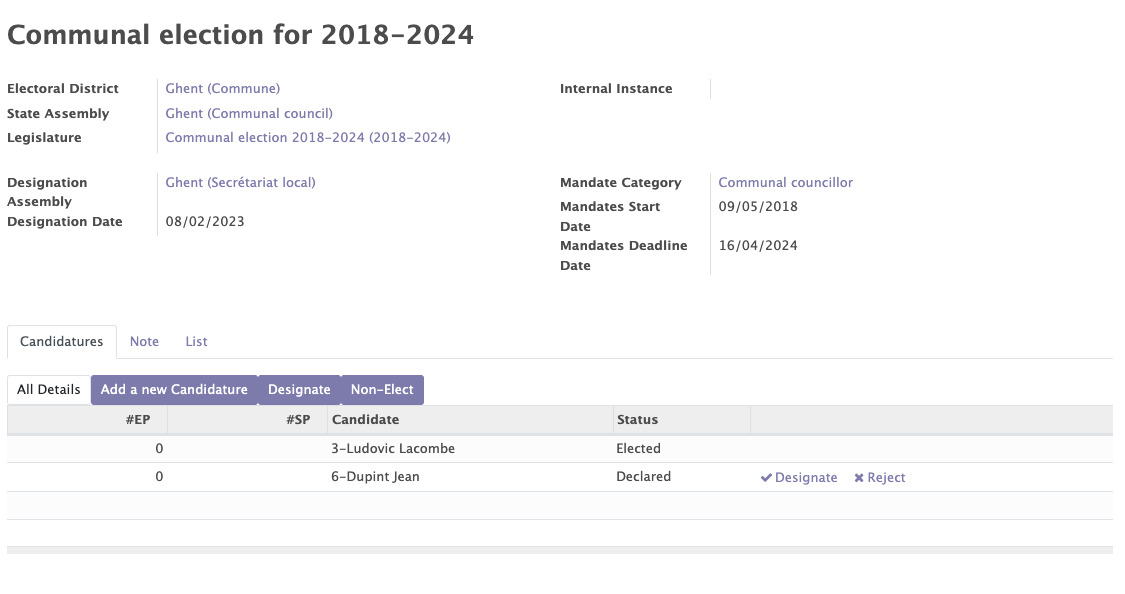 Communal election for 2018–2024
Electoral District Ghent (Commune) Internal Instance
State Assembly Ghent (Communal council)
Legislature Communal election 2018-2024 (2018-2024)
Designation Assembly Ghent (Secrétariat local) Mandate Category Communal councillor
Designation Date 08/02/2023 Mandates Start Date 09/05/2018
Mandates Deadline Date 16/04/2024
Candidatures Note List
All Details Add a new Candidature Designate Non-Elect
#EP #SP Candidate Status
0 3-Ludovic Lacombe Elected
0 6-Dupint Jean Declared Designate Reject